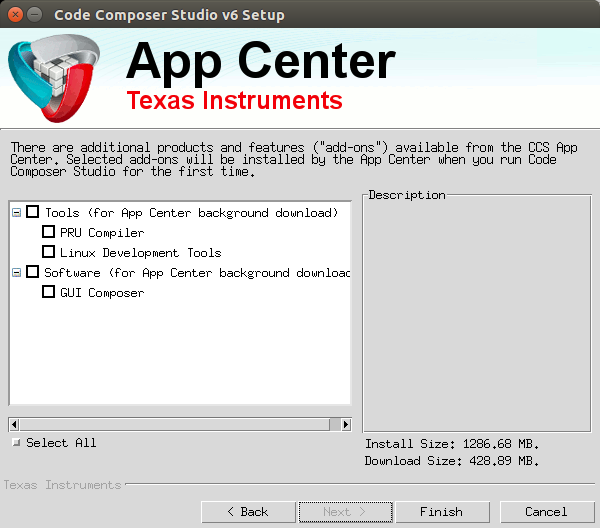 Code Composer Studio v6 Setup
App Center
Texas Instruments
There are additional products and features ("add-ons") available from the CCS App
Center. Selected add-ons will be installed by the App Center when you run Code
Composer Studio for the first time.
Description
Tools (for App Center background download)
PRU Compiler
Linux Development Tools
Software (for App Center background downloac
GUI Composer
Select All
Install Size: 1286.68 MB.
Download Size: 428.89 MB.
Texas Instruments
< Back
Next >
Finish
Cancel